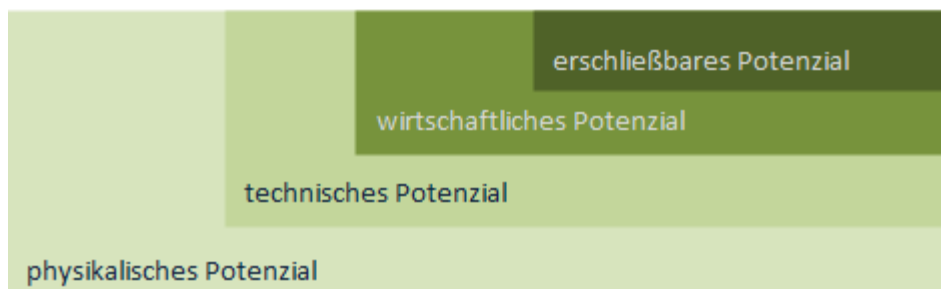 erschließbares Potenzial
wirtschaftliches Potenzial
technisches Potenzial
physikalisches Potenzial